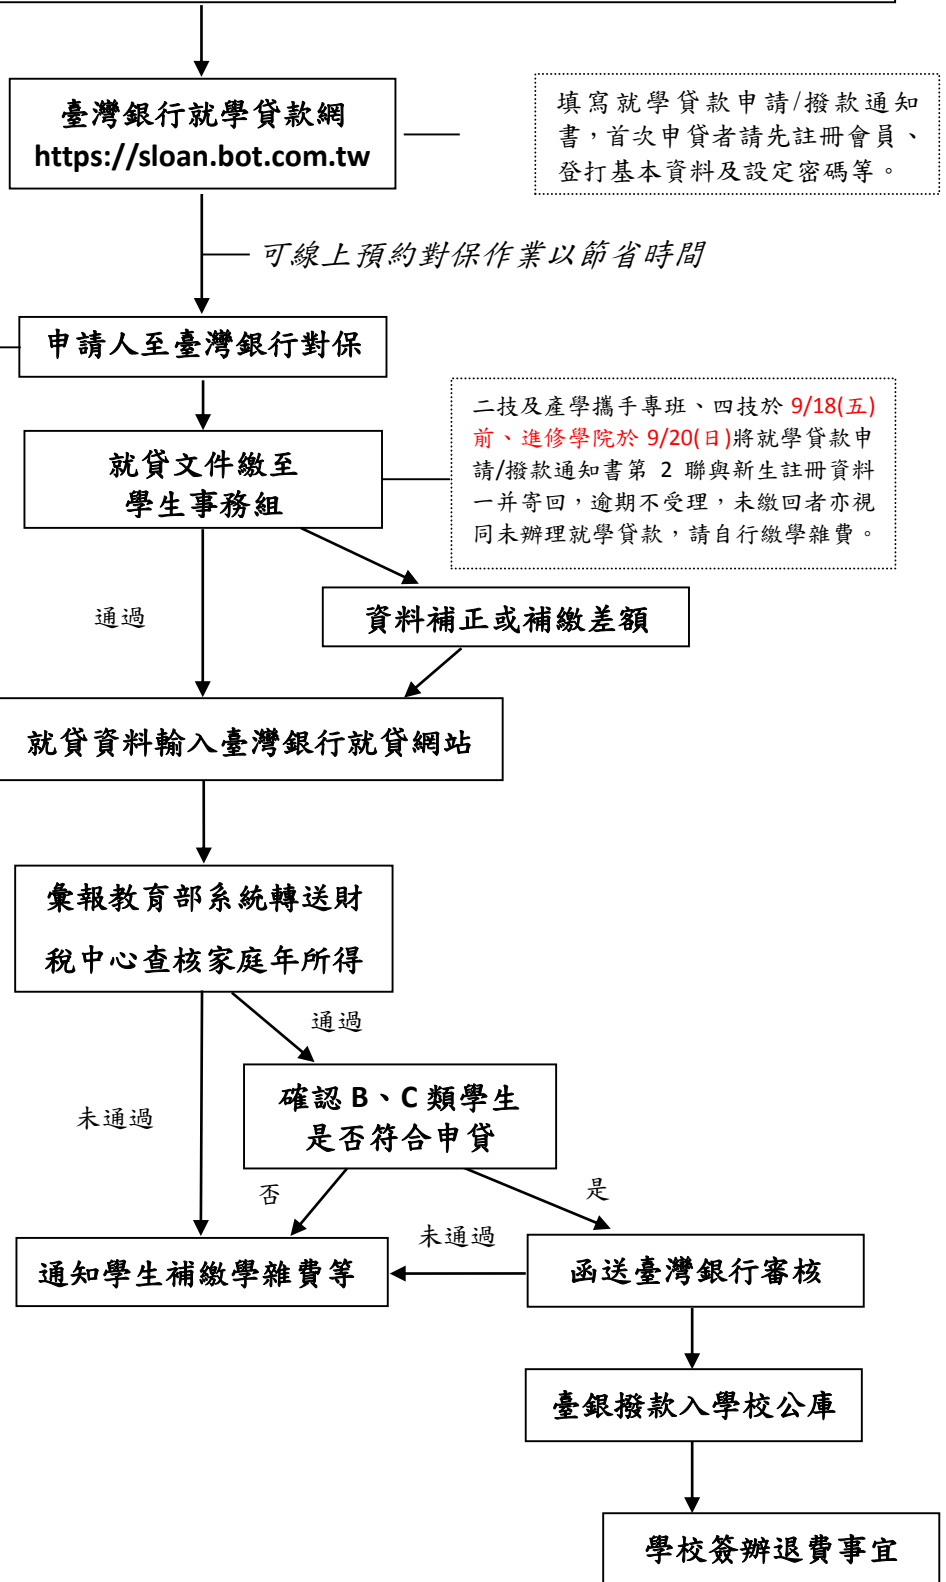 臺灣銀行就學貸款網
https://sloan.bot.com.tw
填寫就學貸款申請/撥款通知
書，首次申貸者請先註冊會員、
登打基本資料及設定密碼等。
可線上預約對保作業以節省時間
申請人至臺灣銀行對保
就貸文件繳至
學生事務組
二技及產學攜手專班、四技於 9/18(五)
前、進修學院於 9/20(日)將就學貸款申
請/撥款通知書第 2 聯與新生註冊資料
一并寄回，逾期不受理，未繳回者亦視
同未辦理就學貸款，請自行繳學雜費。
通過
資料補正或補繳差額
就貸資料輸入臺灣銀行就貸網站
彙報教育部系統轉送財
稅中心查核家庭年所得
通過
未通過
確認 B、C 類學生
是否符合申貸
否
是
未通過
通知學生補繳學雜費等
函送臺灣銀行審核
臺銀撥款入學校公庫
學校簽辦退費事宜